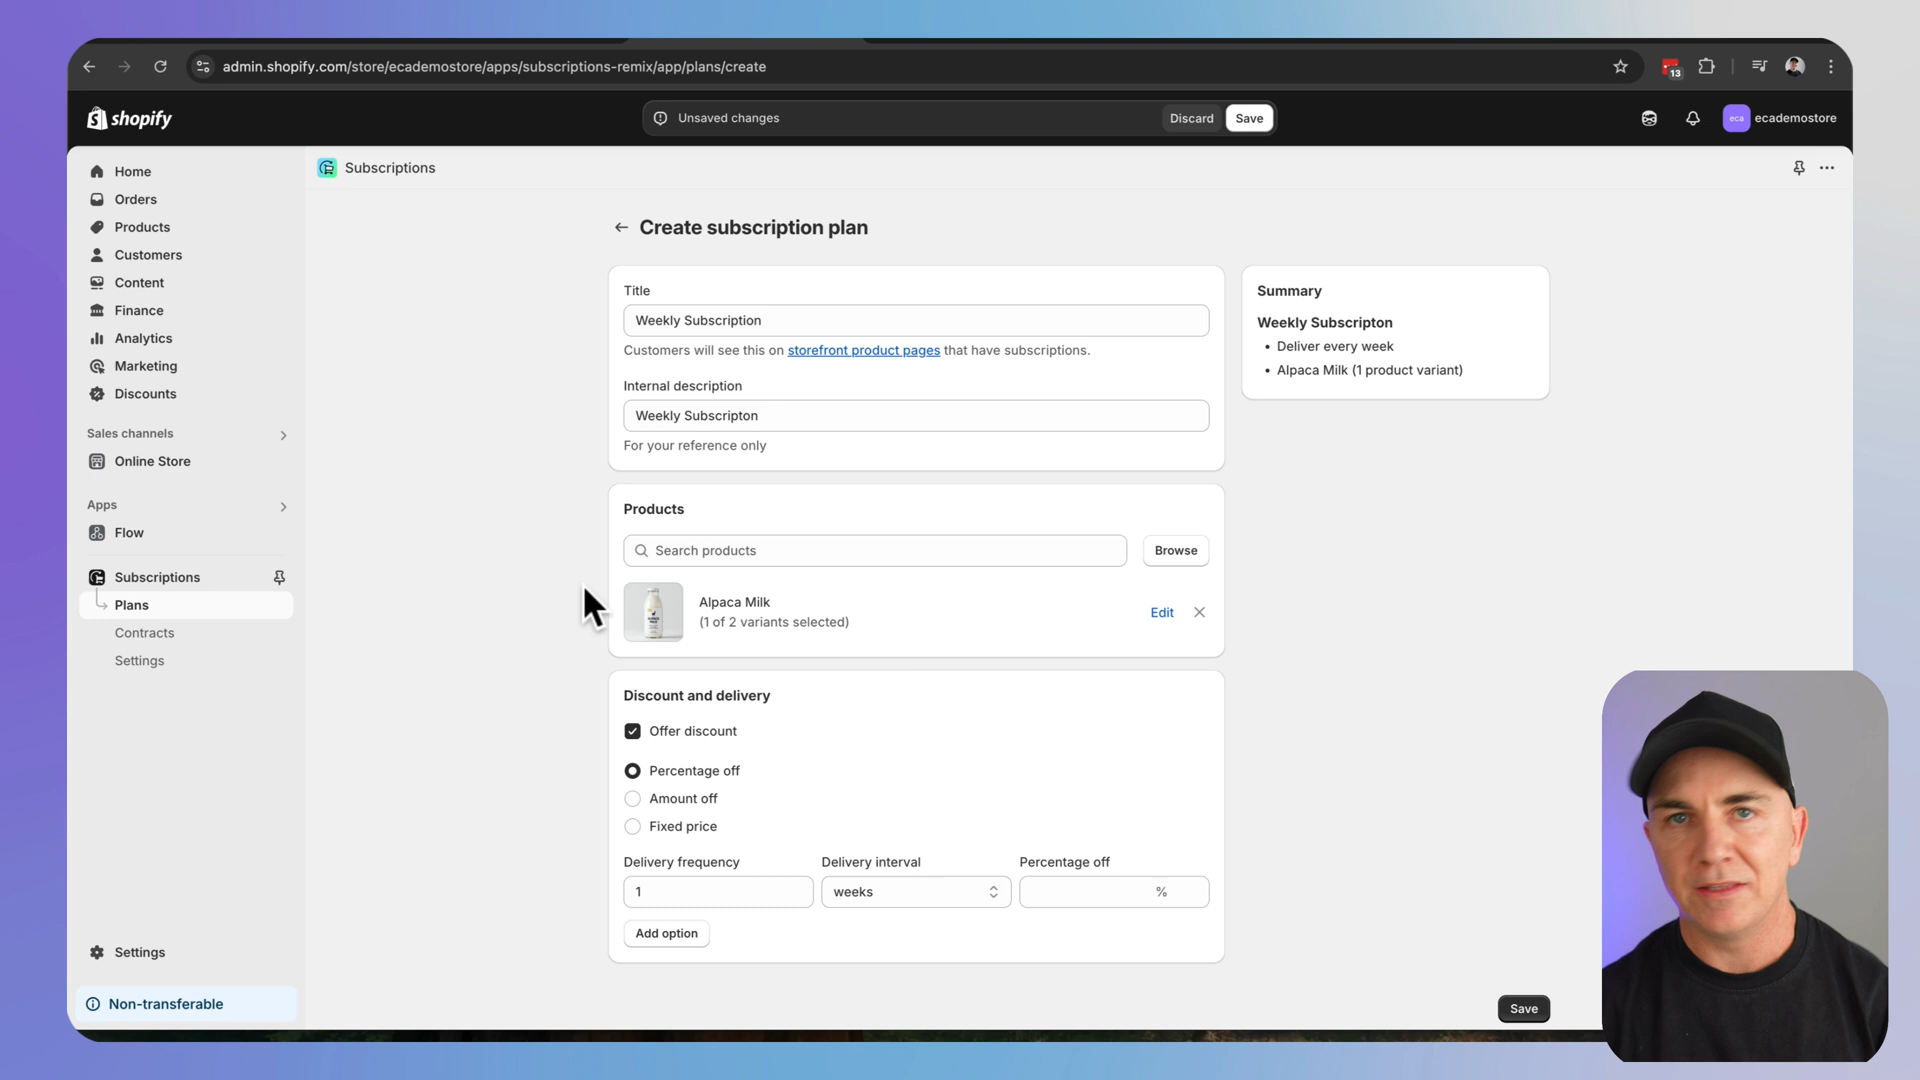 admin.shopify.com/store/ecademostore/apps/subscriptions-remix/app/plans/create
13
shopify
Unsaved changes
Discard
Save
eca
ecademostore
Home
Orders
Products
Customers
Content
Finance
Analytics
Marketing
Discounts
Sales channels
Online Store
Apps
Flow
Subscriptions
Plans
Contracts
Settings
Settings
Non-transferable
Subscriptions
Create subscription plan
Title
Weekly Subscription
Customers will see this on storefront product pages that have subscriptions.
Internal description
Weekly Subscripton
For your reference only
Products
Search products
Browse
Alpaca Milk
(1 of 2 variants selected)
Edit
Discount and delivery
Offer discount
Percentage off
Amount off
Fixed price
Delivery frequency
Delivery interval
Percentage off
1
weeks
%
Add option
Summary
Weekly Subscripton
• Deliver every week
• Alpaca Milk (1 product variant)
Save